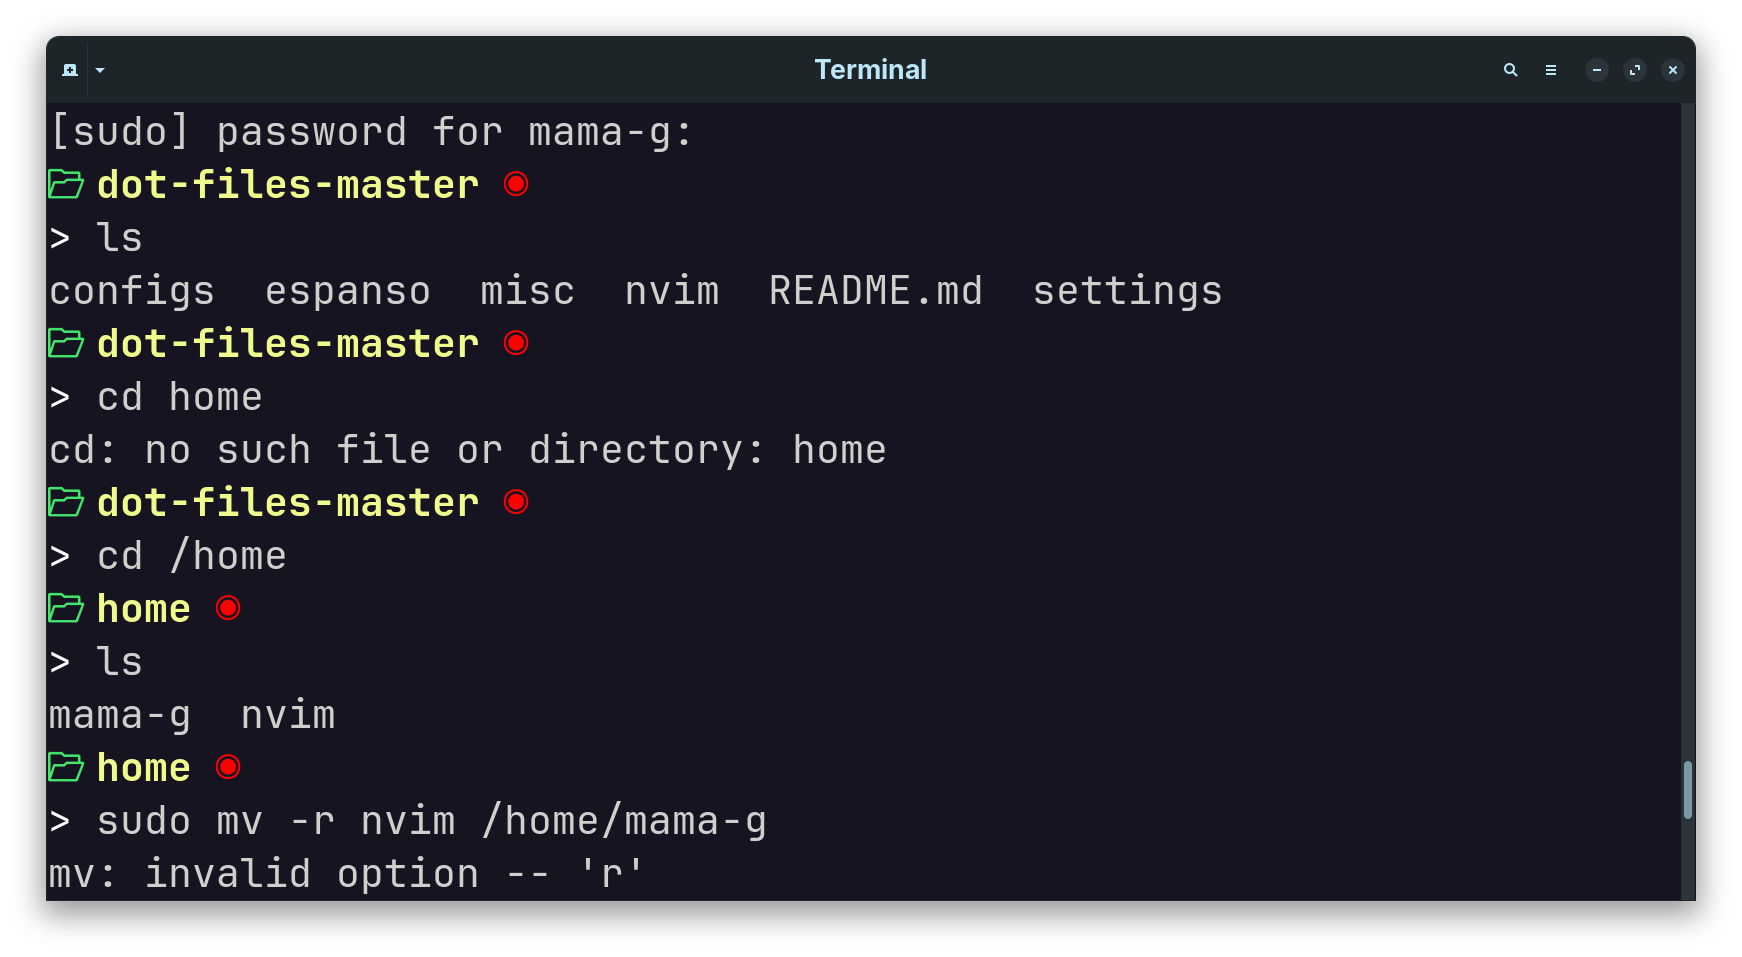 Terminal
[sudo] password for mama-g:
dot-files-master
> ls
configs  espanso  misc  nvim  README.md  settings
dot-files-master
> cd home
cd: no such file or directory: home
dot-files-master
> cd /home
home
> ls
mama-g  nvim
home
> sudo mv -r nvim /home/mama-g
mv: invalid option -- 'r'